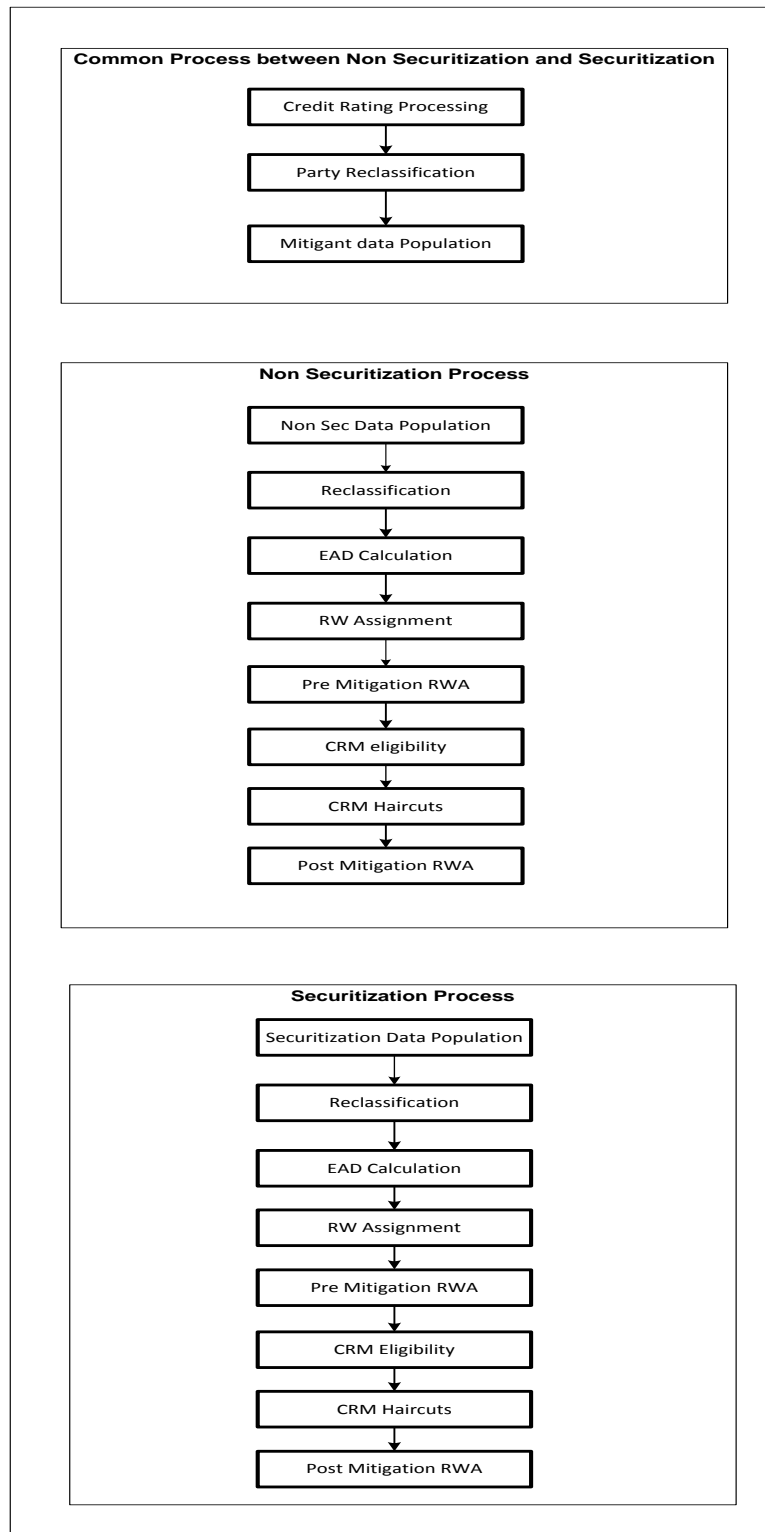 Common Process between Non Securitization and Securitization
Credit Rating Processing
Party Reclassification
Mitigant data Population
Non Securitization Process
Non Sec Data Population
Reclassification
EAD Calculation
RW Assignment
Pre Mitigation RWA
CRM eligibility
CRM Haircuts
Post Mitigation RWA
Securitization Process
Securitization Data Population
Reclassification
EAD Calculation
RW Assignment
Pre Mitigation RWA
CRM Eligibility
CRM Haircuts
Post Mitigation RWA